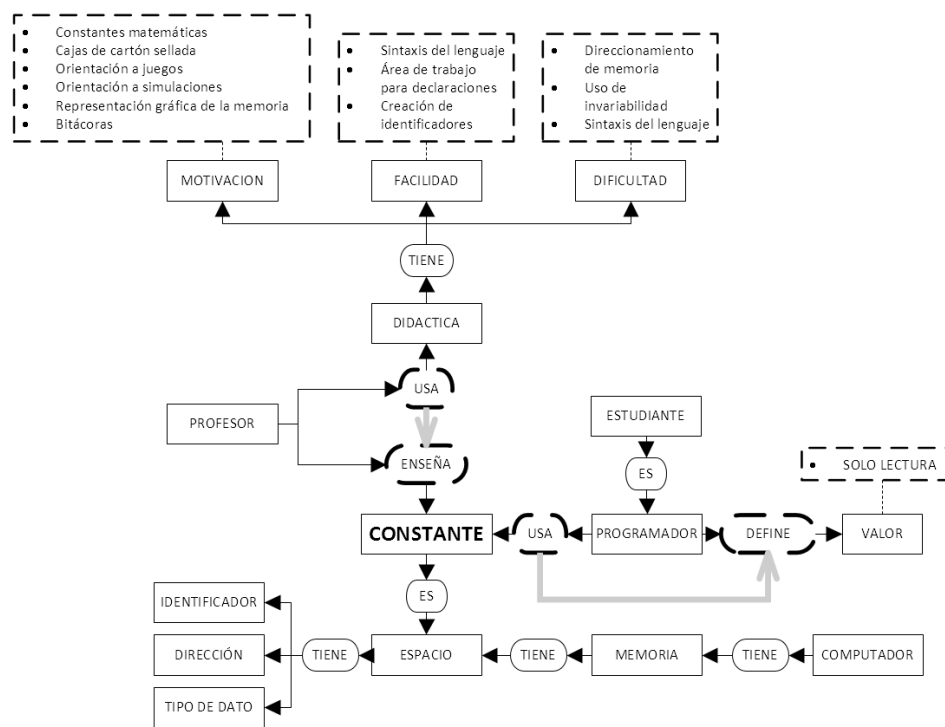 Constantes matemáticas
Cajas de cartón sellada
Orientación a juegos
Orientación a simulaciones
Representación gráfica de la memoria
Bitácoras
Sintaxis del lenguaje
Área de trabajo
para declaraciones
Creación de
identificadores
Direccionamiento
de memoria
Uso de
invariabilidad
Sintaxis del lenguaje
MOTIVACION
FACILIDAD
DIFICULTAD
TIENE
DIDACTICA
USA
PROFESOR
ENSEÑA
ESTUDIANTE
ES
SOLO LECTURA
CONSTANTE
USA
PROGRAMADOR
DEFINE
VALOR
ES
IDENTIFICADOR
DIRECCIÓN
TIENE
ESPACIO
TIENE
MEMORIA
TIENE
COMPUTADOR
TIPO DE DATO